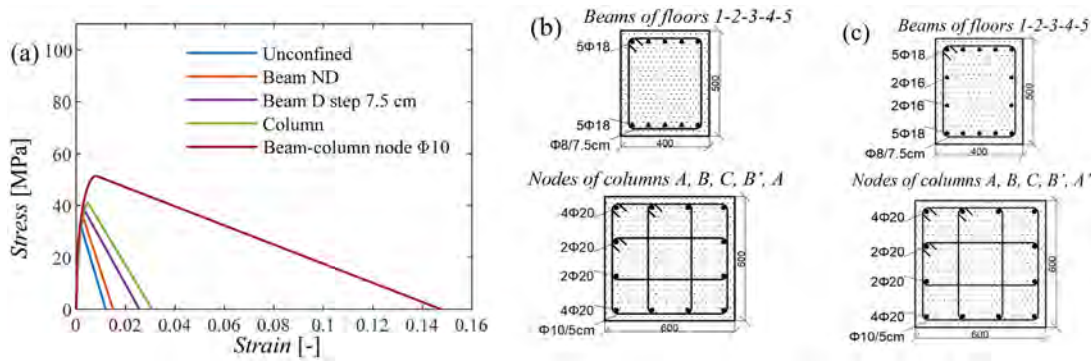 (a)
100
80
60
40
20
0
Stress [MPa]
Unconfined
Beam ND
Beam D step 7.5 cm
Column
Beam-column node Φ10
0 0.02 0.04 0.06 0.08 0.1 0.12 0.14 0.16
Strain [-]
(b)
Beams of floors 1-2-3-4-5
5Φ18
500
5Φ18
Φ8/7.5cm
400
Nodes of columns A, B, C, B', A
4Φ20
2Φ20
600
2Φ20
4Φ20
Φ10/5cm
600
(c)
Beams of floors 1-2-3-4-5
5Φ18
2Φ16
500
2Φ16
5Φ18
Φ8/7.5cm
400
Nodes of columns A, B, C, B', A'
4Φ20
2Φ20
600
2Φ20
4Φ20
Φ10/5cm
600